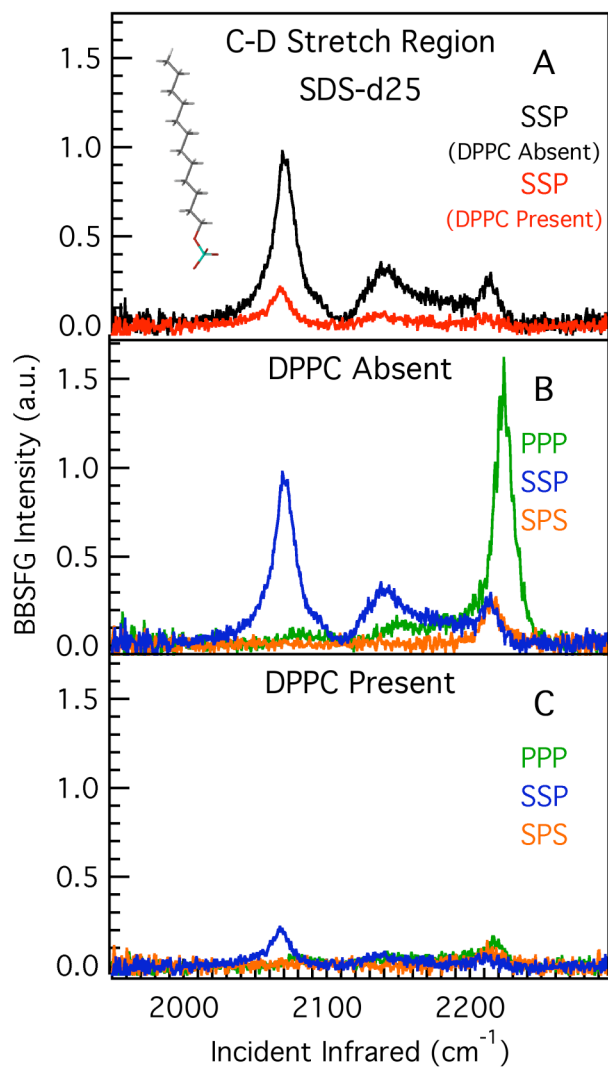 C-D Stretch Region
SDS-d25
A
SSP
(DPPC Absent)
SSP
(DPPC Present)
1.5
1.0
0.5
0.0
DPPC Absent
B
PPP
SSP
SPS
1.5
1.0
0.5
0.0
BBSFG Intensity (a.u.)
DPPC Present
C
PPP
SSP
SPS
1.5
1.0
0.5
0.0
2000 2100 2200
Incident Infrared (cm⁻¹)